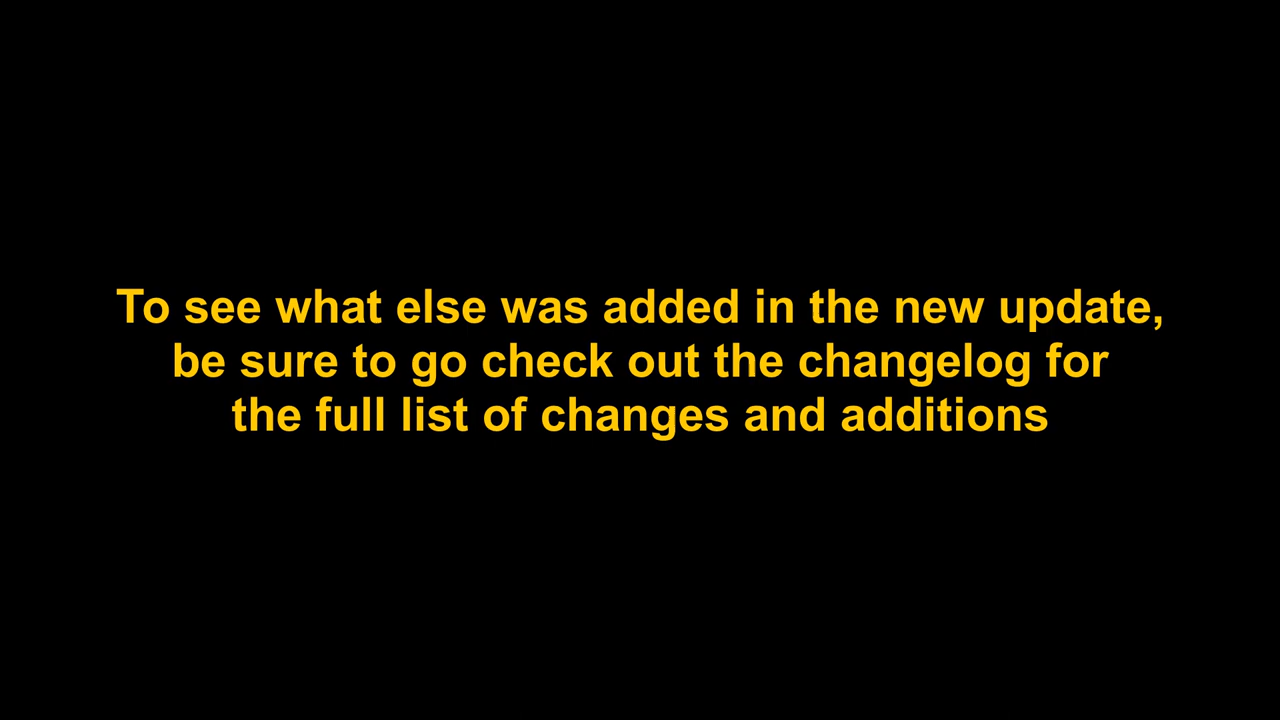 To see what else was added in the new update,
be sure to go check out the changelog for
the full list of changes and additions